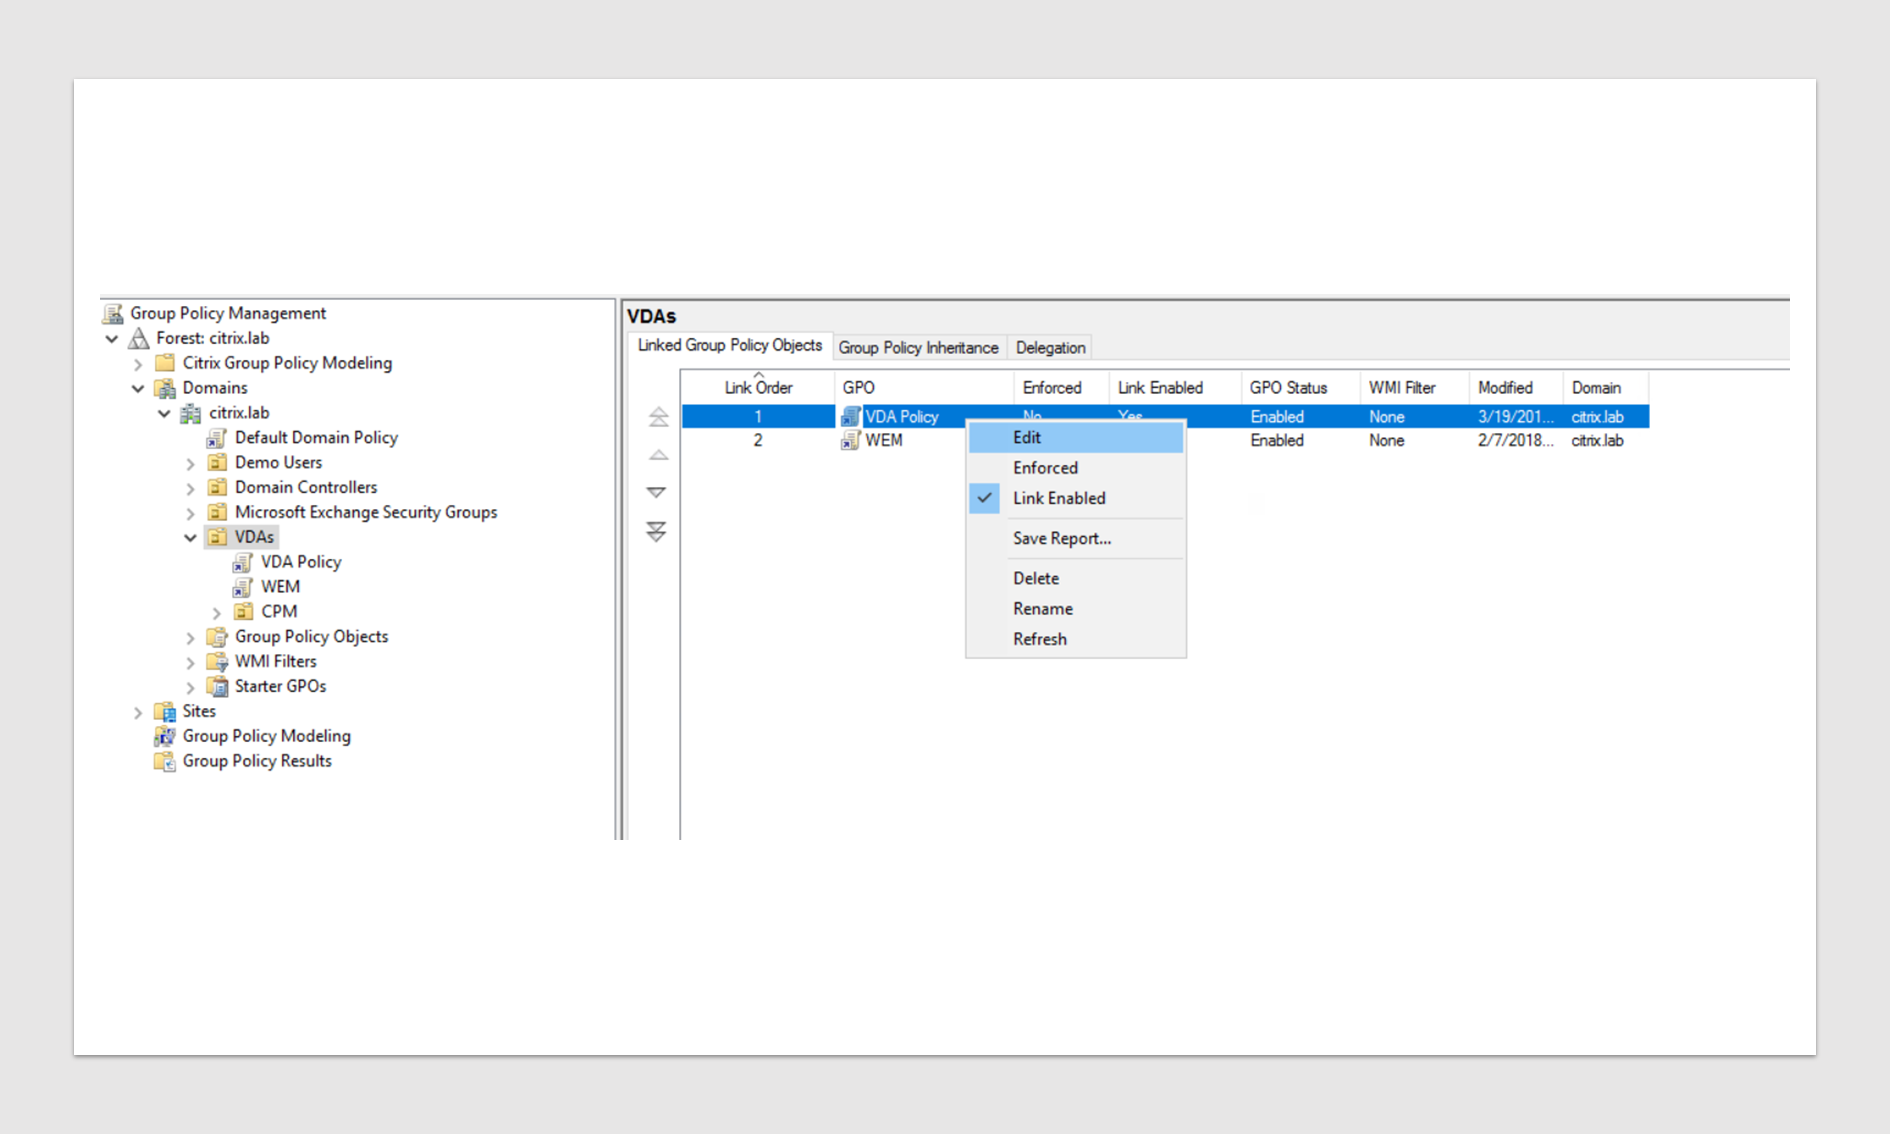 Group Policy Management
Forest: citrix.lab
Citrix Group Policy Modeling
Domains
citrix.lab
Default Domain Policy
Demo Users
Domain Controllers
Microsoft Exchange Security Groups
VDAs
VDA Policy
WEM
CPM
Group Policy Objects
WMI Filters
Starter GPOs
Sites
Group Policy Modeling
Group Policy Results
VDAs
Linked Group Policy Objects Group Policy Inheritance Delegation
Link Order GPO Enforced Link Enabled GPO Status WMI Filter Modified Domain
1 VDA Policy No Yes Enabled None 3/19/201... citrix.lab
2 WEM Enabled None 2/7/2018... citrix.lab
Edit
Enforced
Link Enabled
Save Report...
Delete
Rename
Refresh